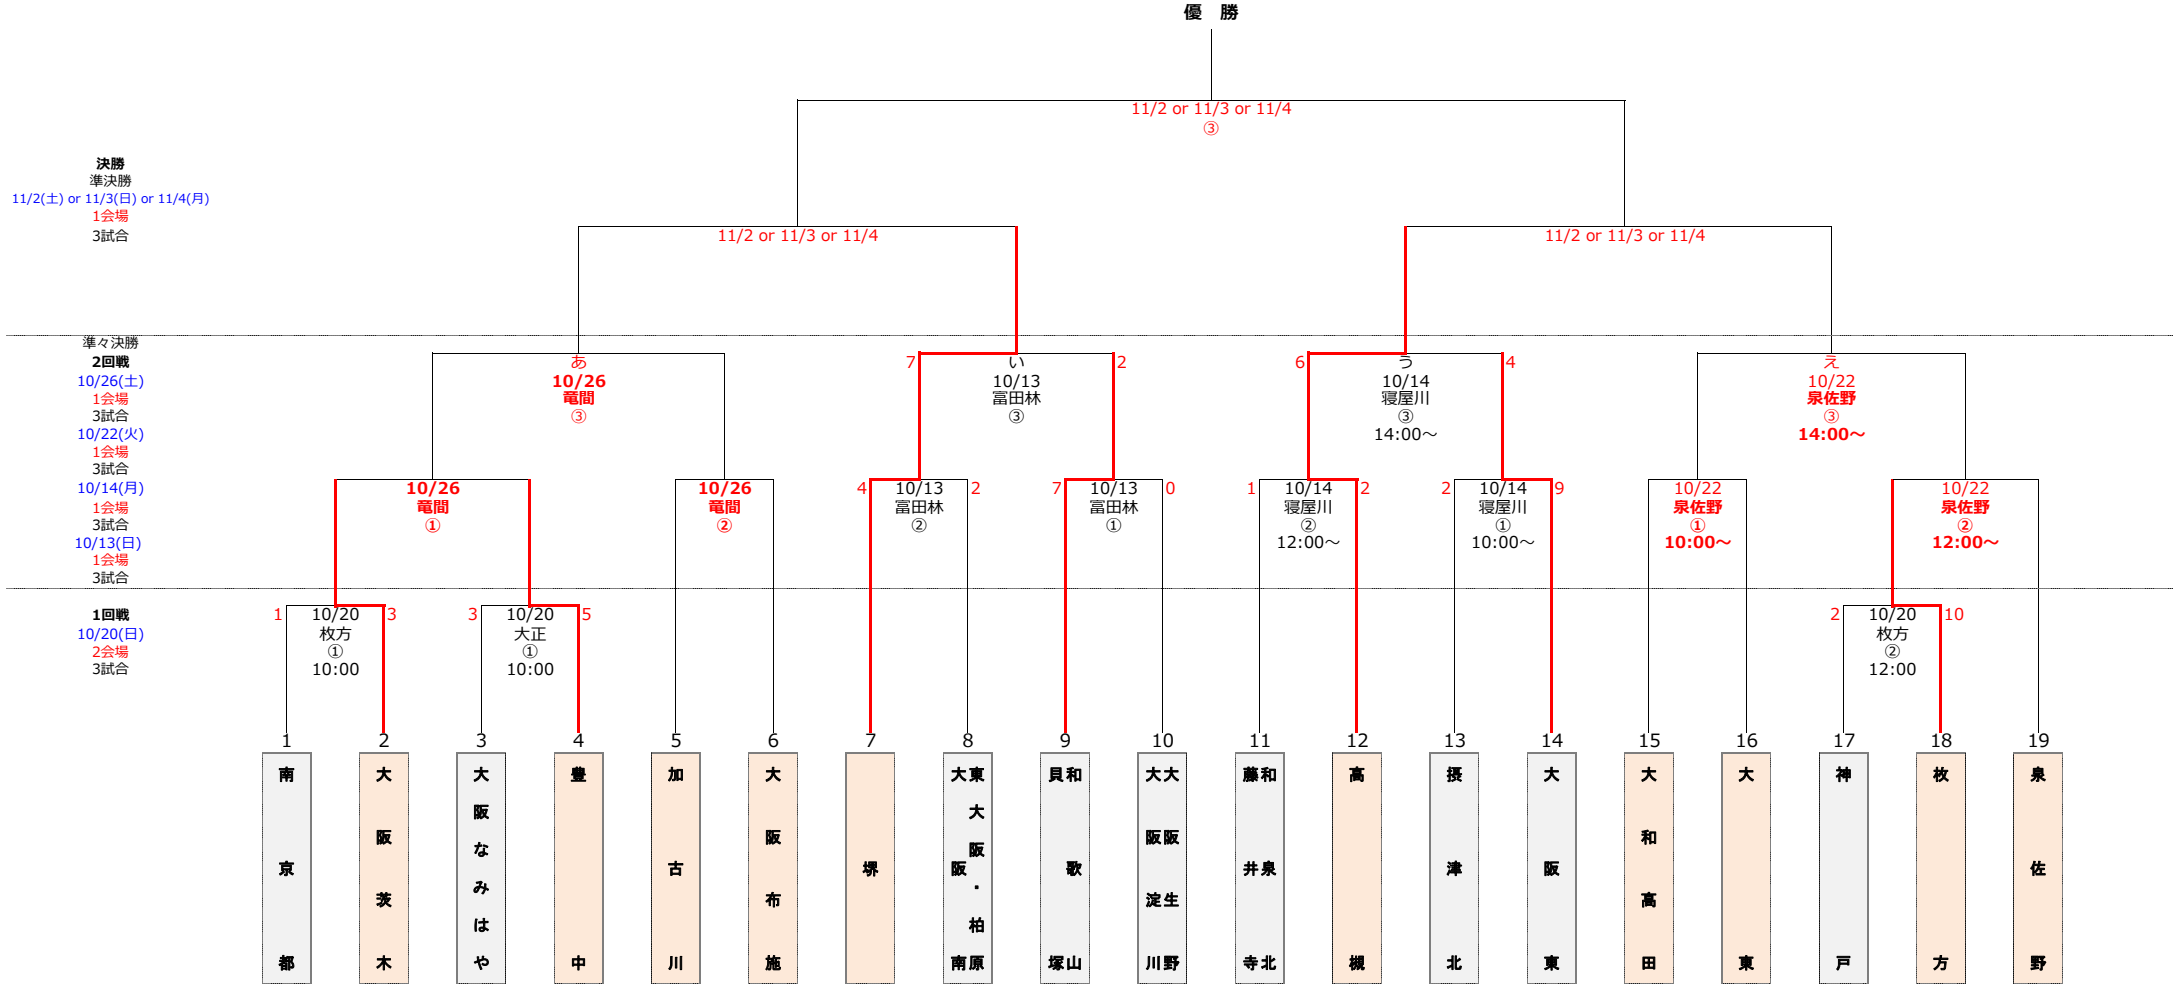 優　勝
11/2 or 11/3 or 11/4
③
決勝
準決勝
11/2(土) or 11/3(日) or 11/4(月)
1会場
3試合
11/2 or 11/3 or 11/4
11/2 or 11/3 or 11/4
準々決勝
2回戦
10/26(土)
1会場
3試合
10/22(火)
1会場
3試合
10/14(月)
1会場
3試合
10/13(日)
1会場
3試合
あ
10/26
竜間
③
7 い 2
10/13
富田林
③
6 う 4
10/14
寝屋川
③
14:00～
え
10/22
泉佐野
③
14:00～
10/26
竜間
①
10/26
竜間
②
4 10/13 2
富田林
②
7 10/13 0
富田林
①
1 10/14 2
寝屋川
②
12:00～
2 10/14 9
寝屋川
①
10:00～
10/22
泉佐野
①
10:00～
10/22
泉佐野
②
12:00～
1回戦
10/20(日)
2会場
3試合
1 10/20 3
枚方
①
10:00
3 10/20 5
大正
①
10:00
2 10/20 10
枚方
②
12:00
1 2 3 4 5 6 7 8 9 10 11 12 13 14 15 16 17 18 19
南京都
大阪茨木
大阪なみはや
豊中
加古川
大阪布施
堺
東大阪・柏原
大阪南
和歌山
貝塚
大阪生野
大阪淀川
和泉北
藤井寺
高槻
摂津北
大阪東
大和高田
大東
神戸
枚方
泉佐野